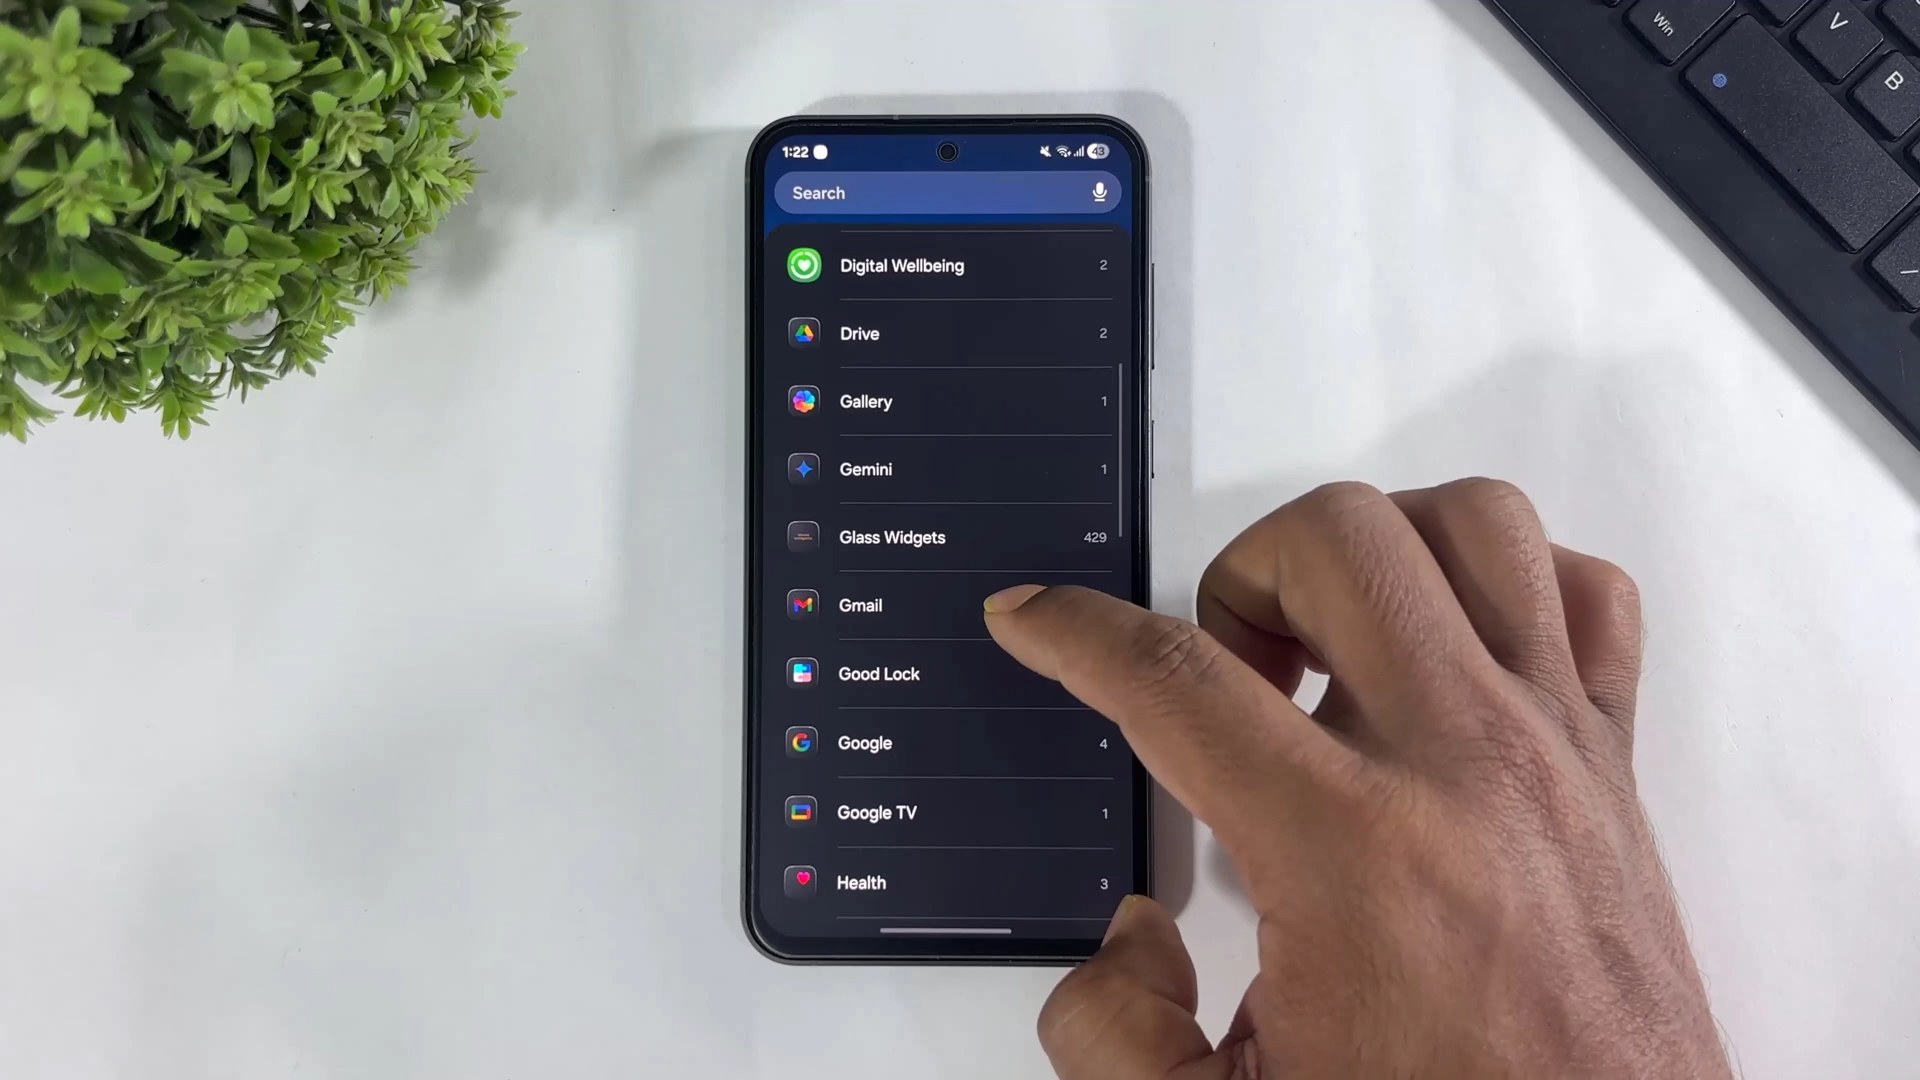 1:22
43
Search
Digital Wellbeing 2
Drive 2
Gallery 1
Gemini 1
Glass Widgets 429
Gmail
Good Lock
Google 4
Google TV 1
Health 3
Win
V
B
/